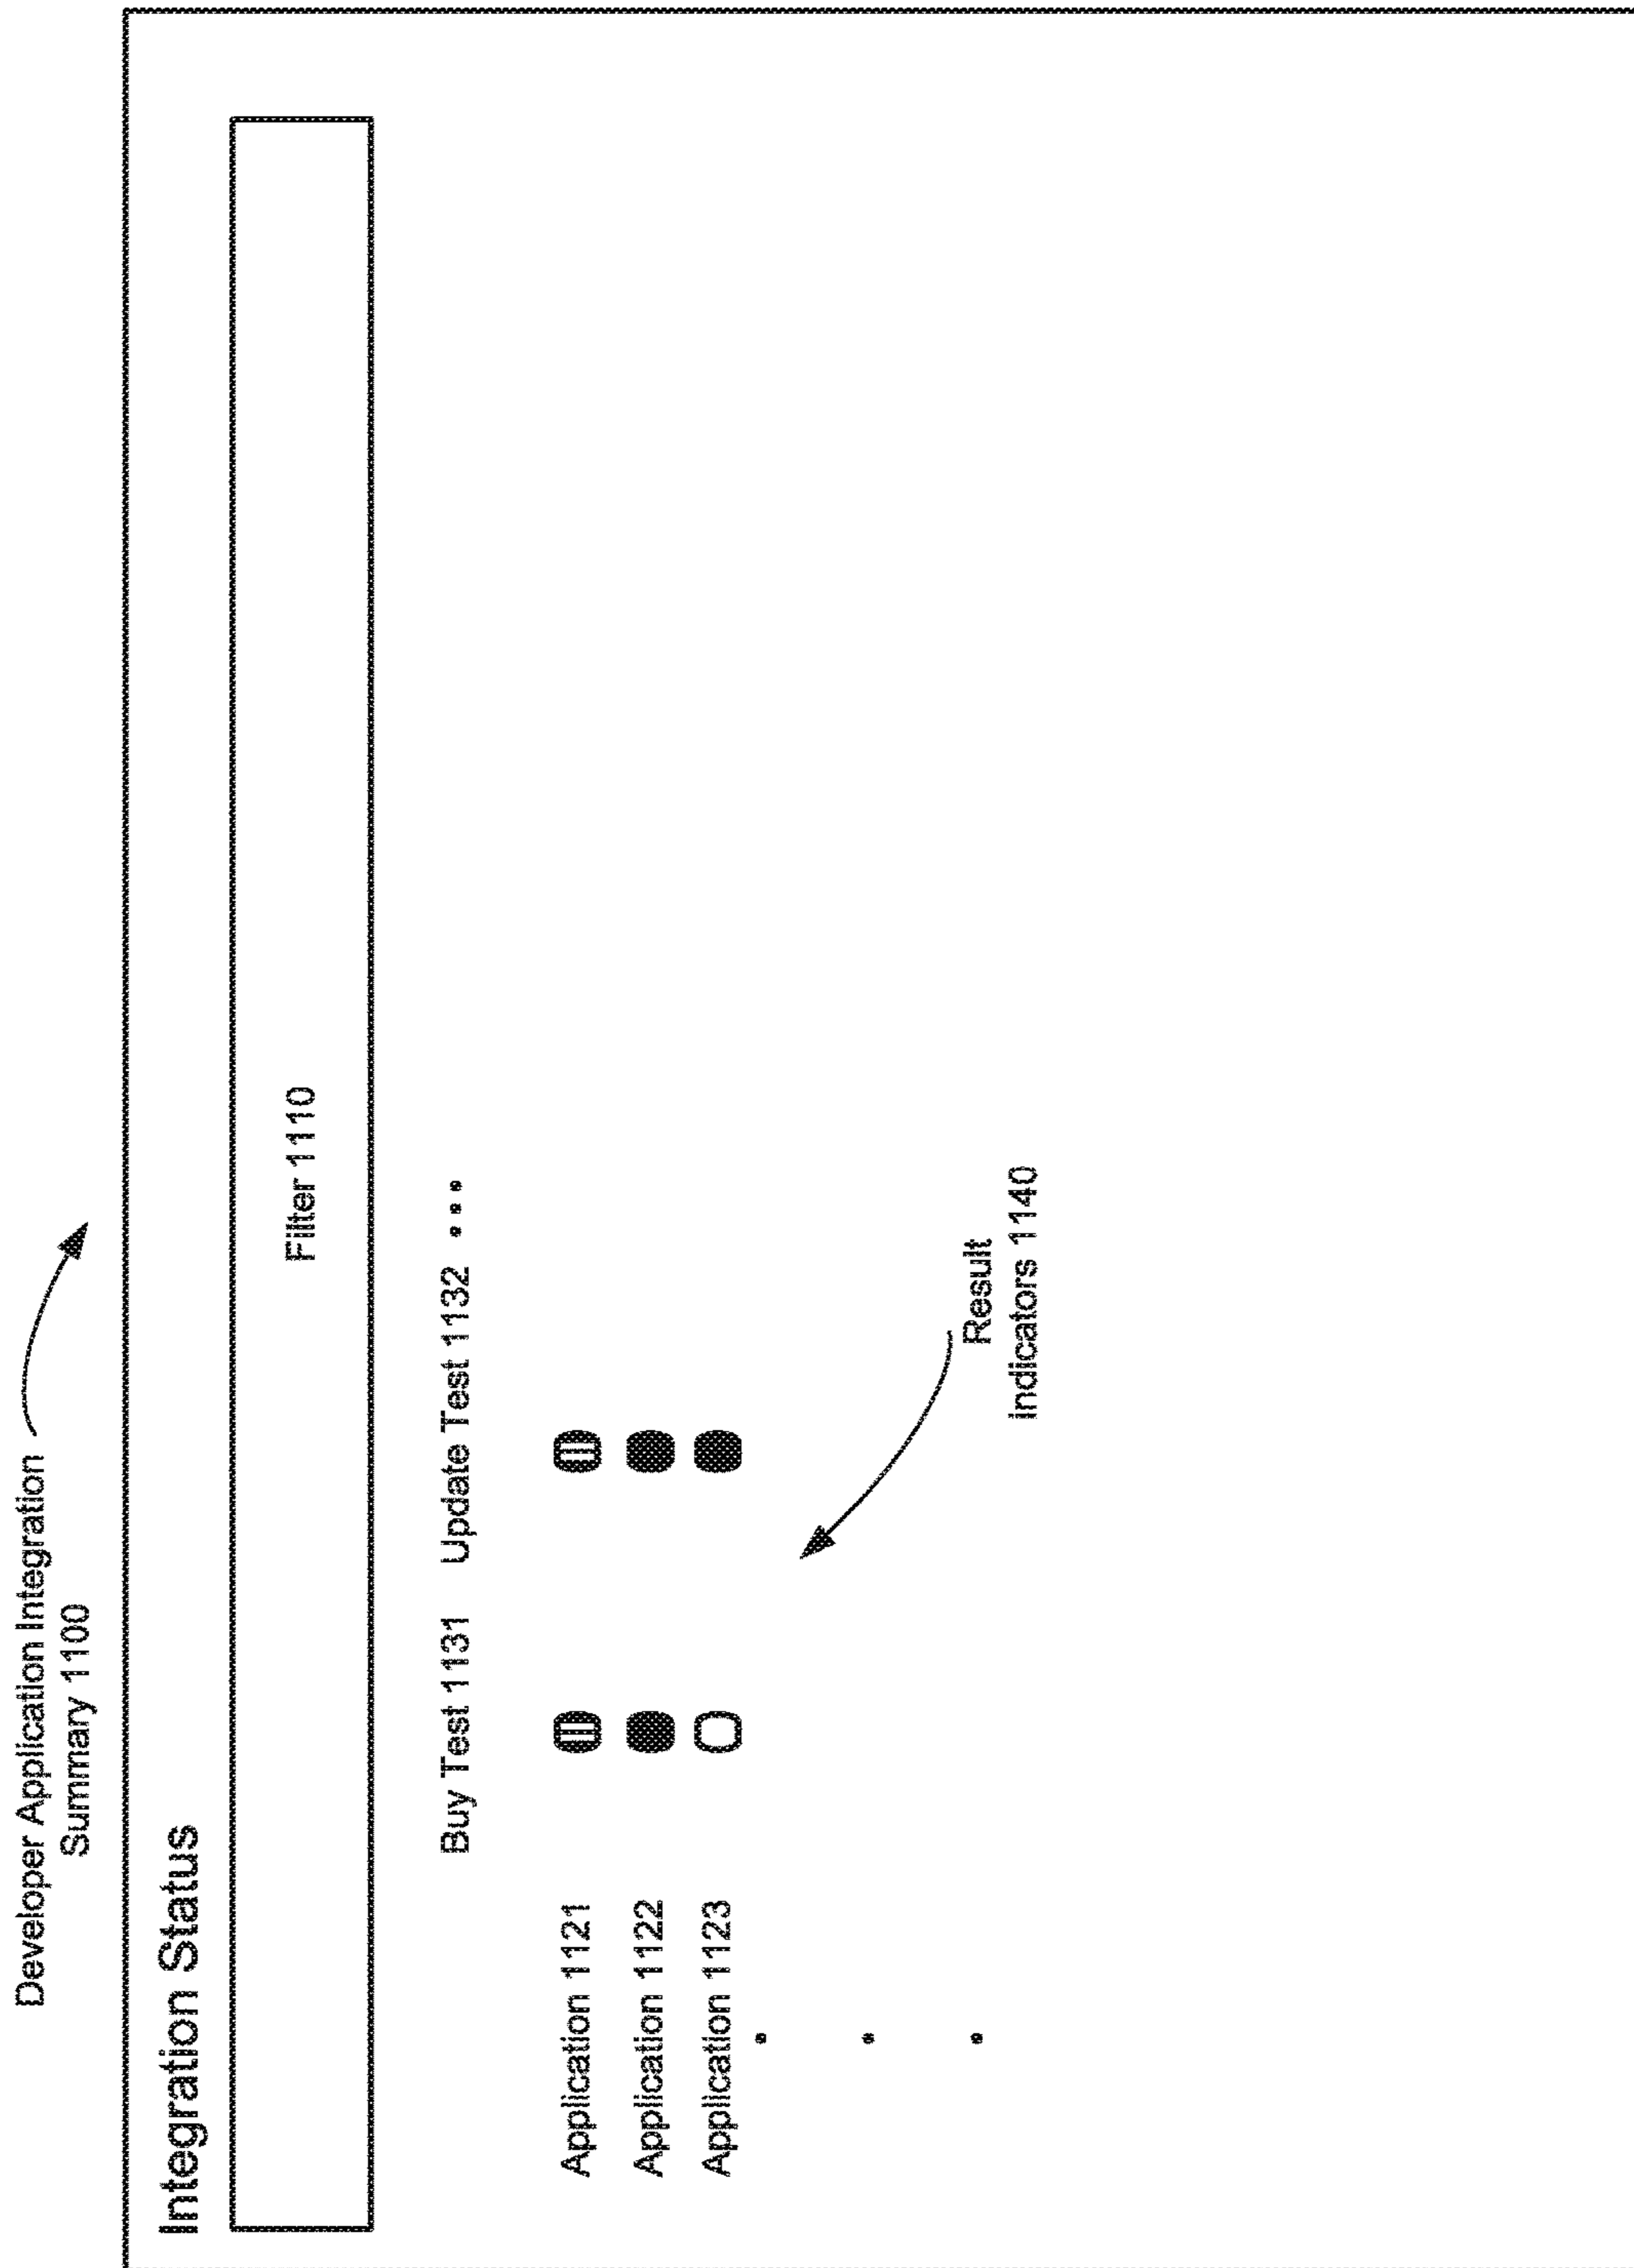 Developer Application Integration
Summary 1100
Integration Status
Filter 1110
Buy Test 1131 Update Test 1132 ...
Application 1121
Application 1122
Application 1123
Result
Indicators 1140